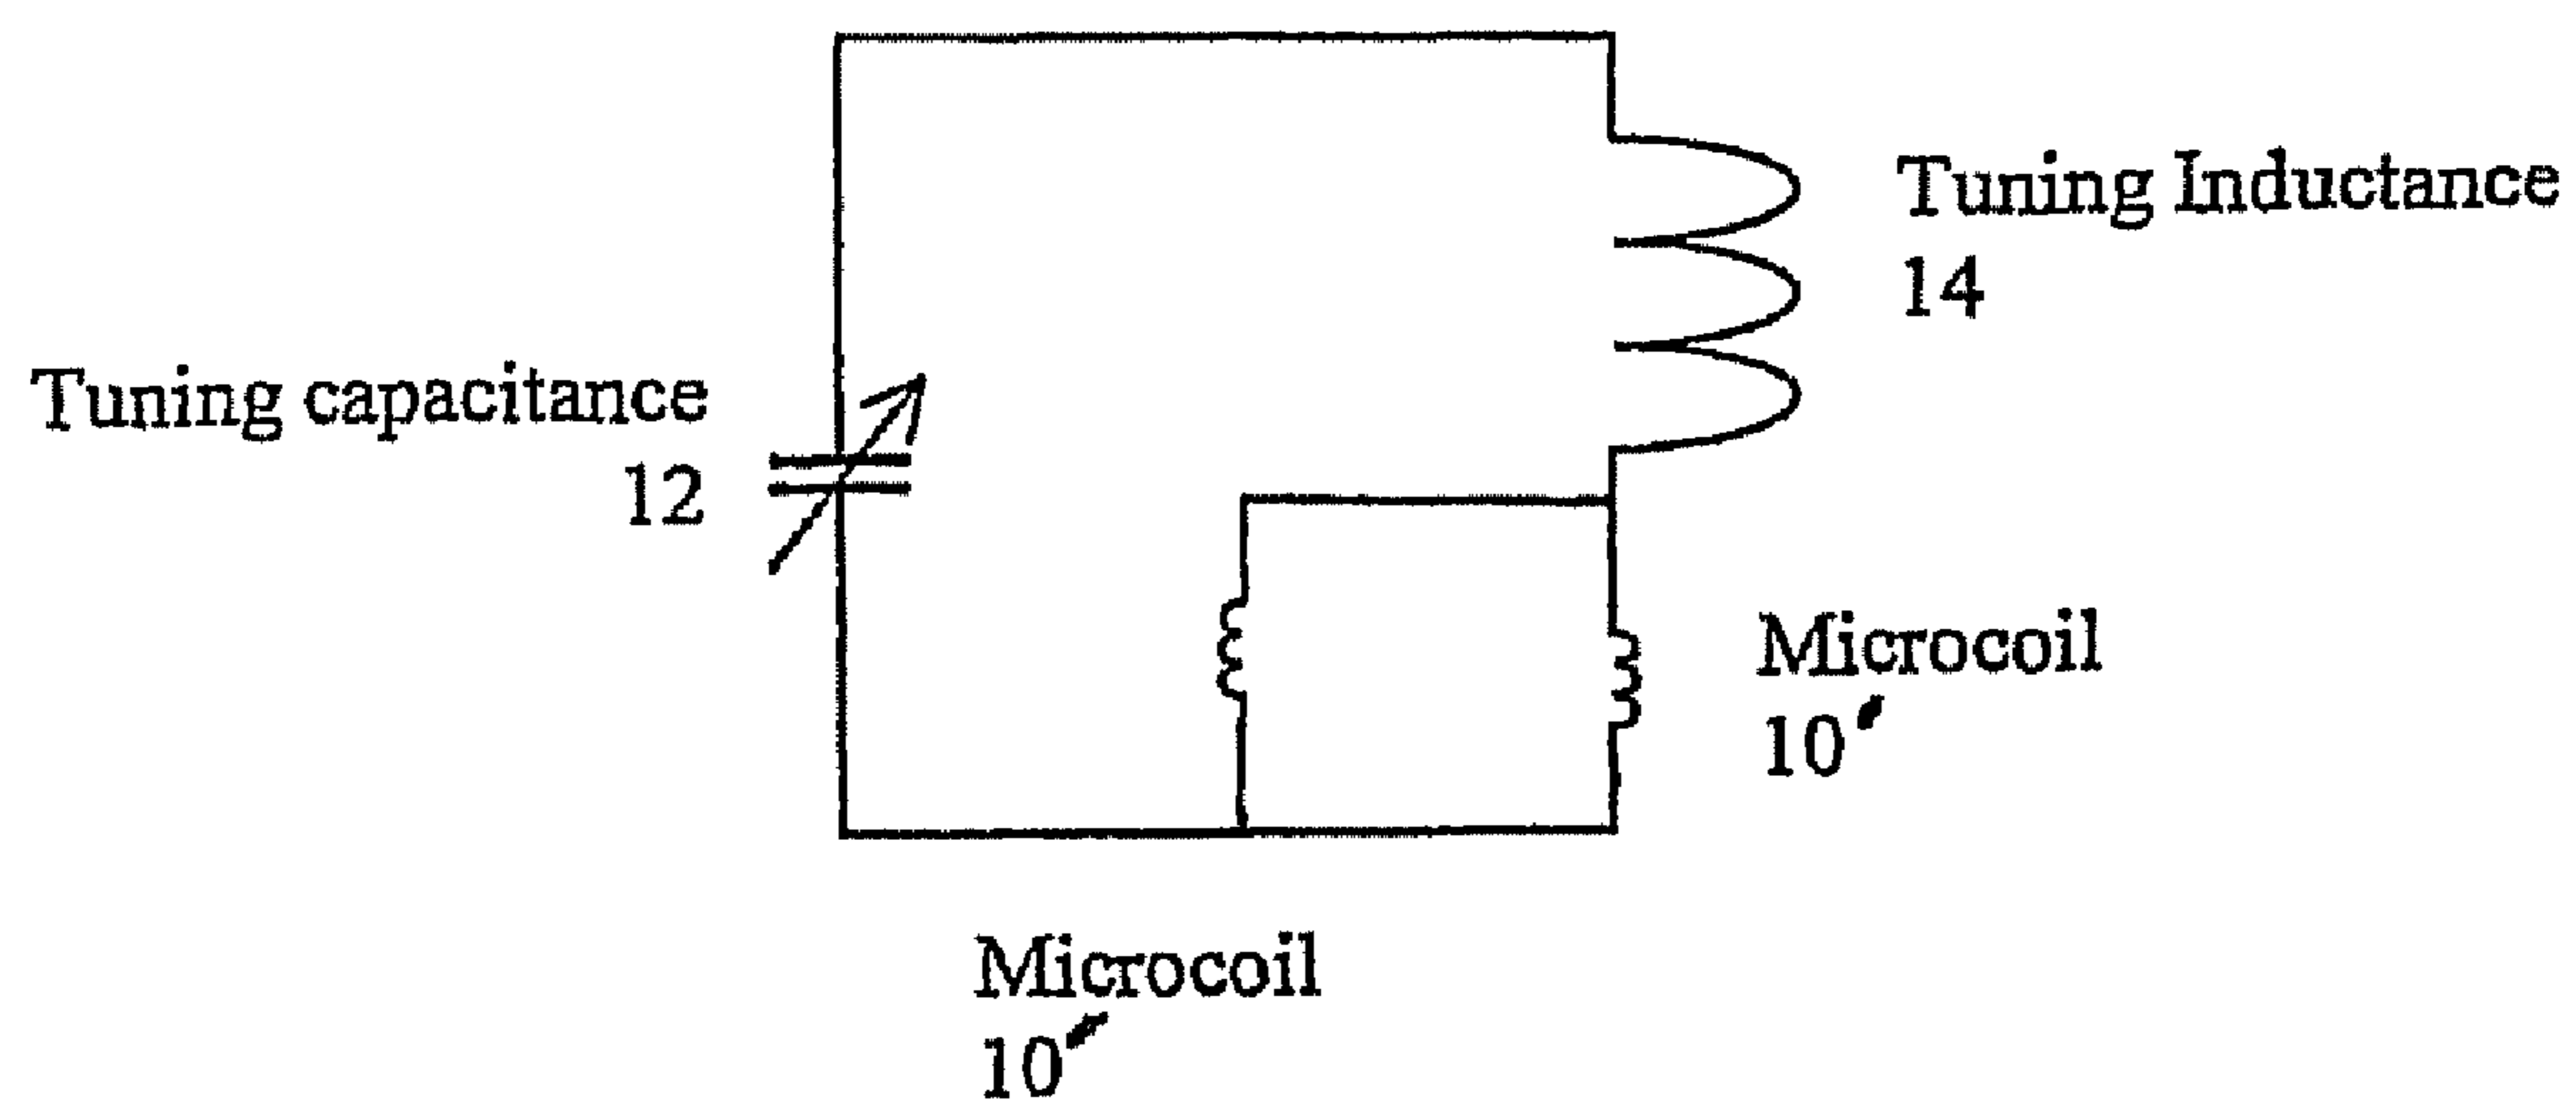 Tuning Inductance
14
Tuning capacitance
12
Microcoil
10'
Microcoil
10'